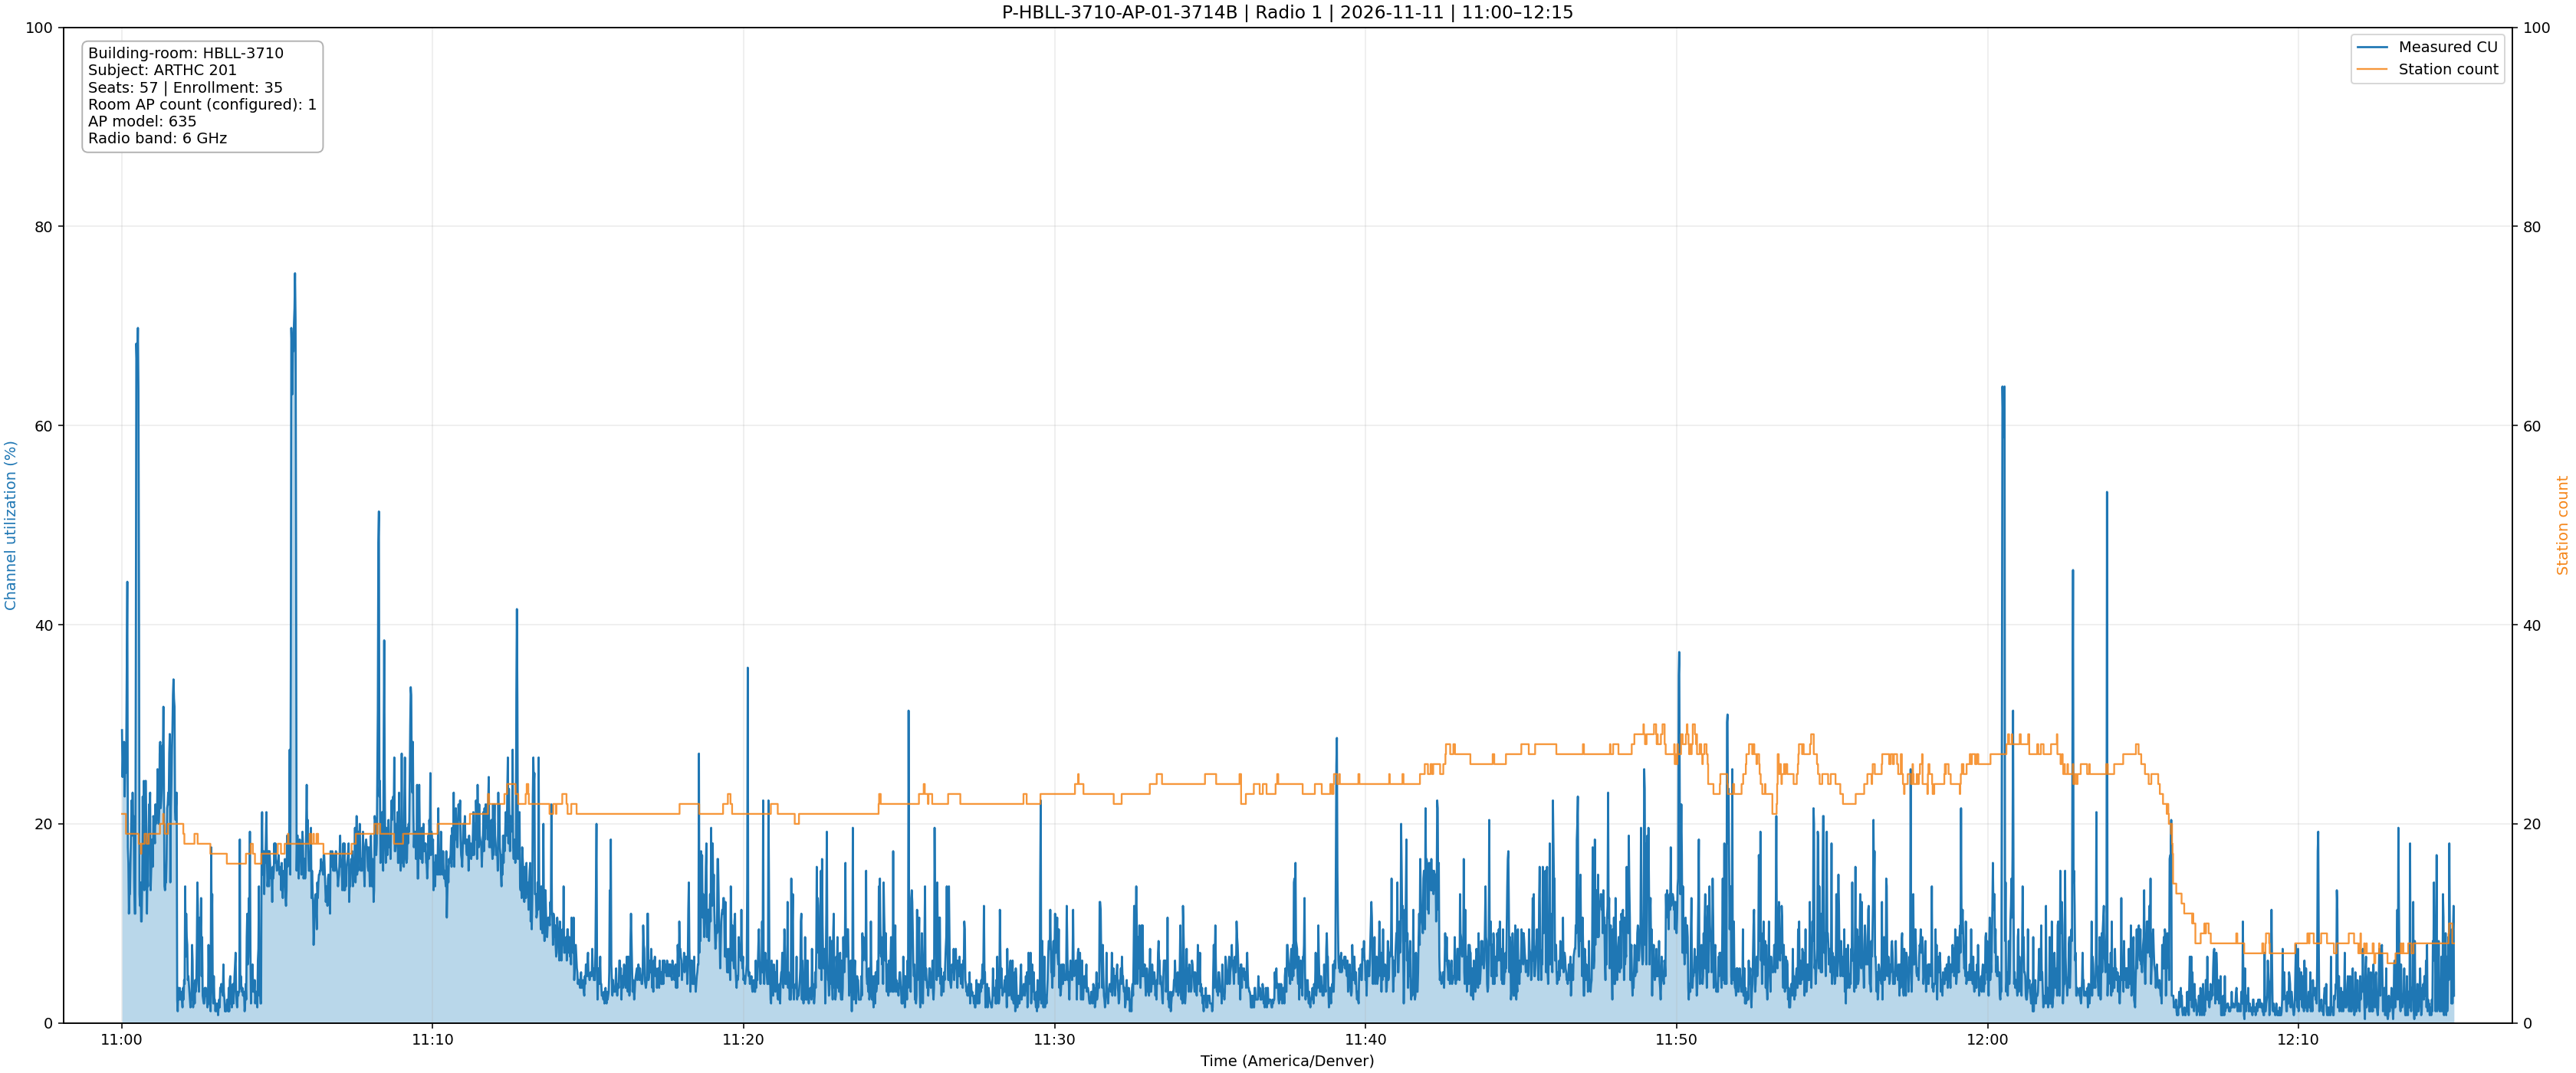 P-HBLL-3710-AP-01-3714B | Radio 1 | 2026-11-11 | 11:00–12:15
Building-room: HBLL-3710
Subject: ARTHC 201
Seats: 57 | Enrollment: 35
Room AP count (configured): 1
AP model: 635
Radio band: 6 GHz
Measured CU
Station count
100
80
60
40
20
0
Channel utilization (%)
100
80
60
40
20
0
Station count
11:00
11:10
11:20
11:30
11:40
11:50
12:00
12:10
Time (America/Denver)